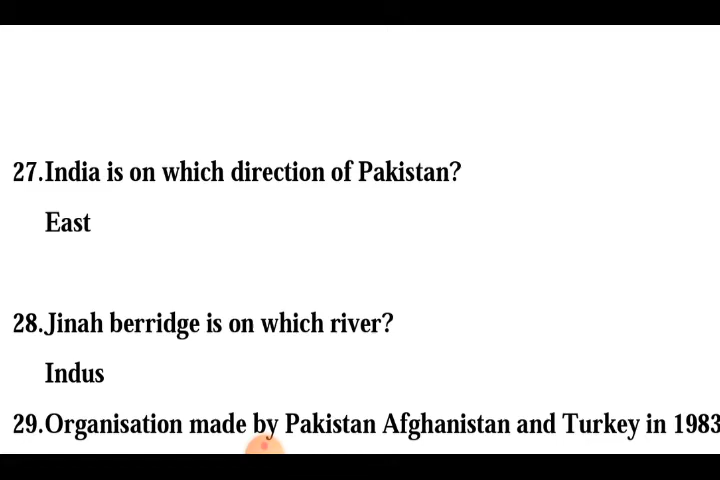 27.India is on which direction of Pakistan?
East
28.Jinah berridge is on which river?
Indus
29.Organisation made by Pakistan Afghanistan and Turkey in 1983